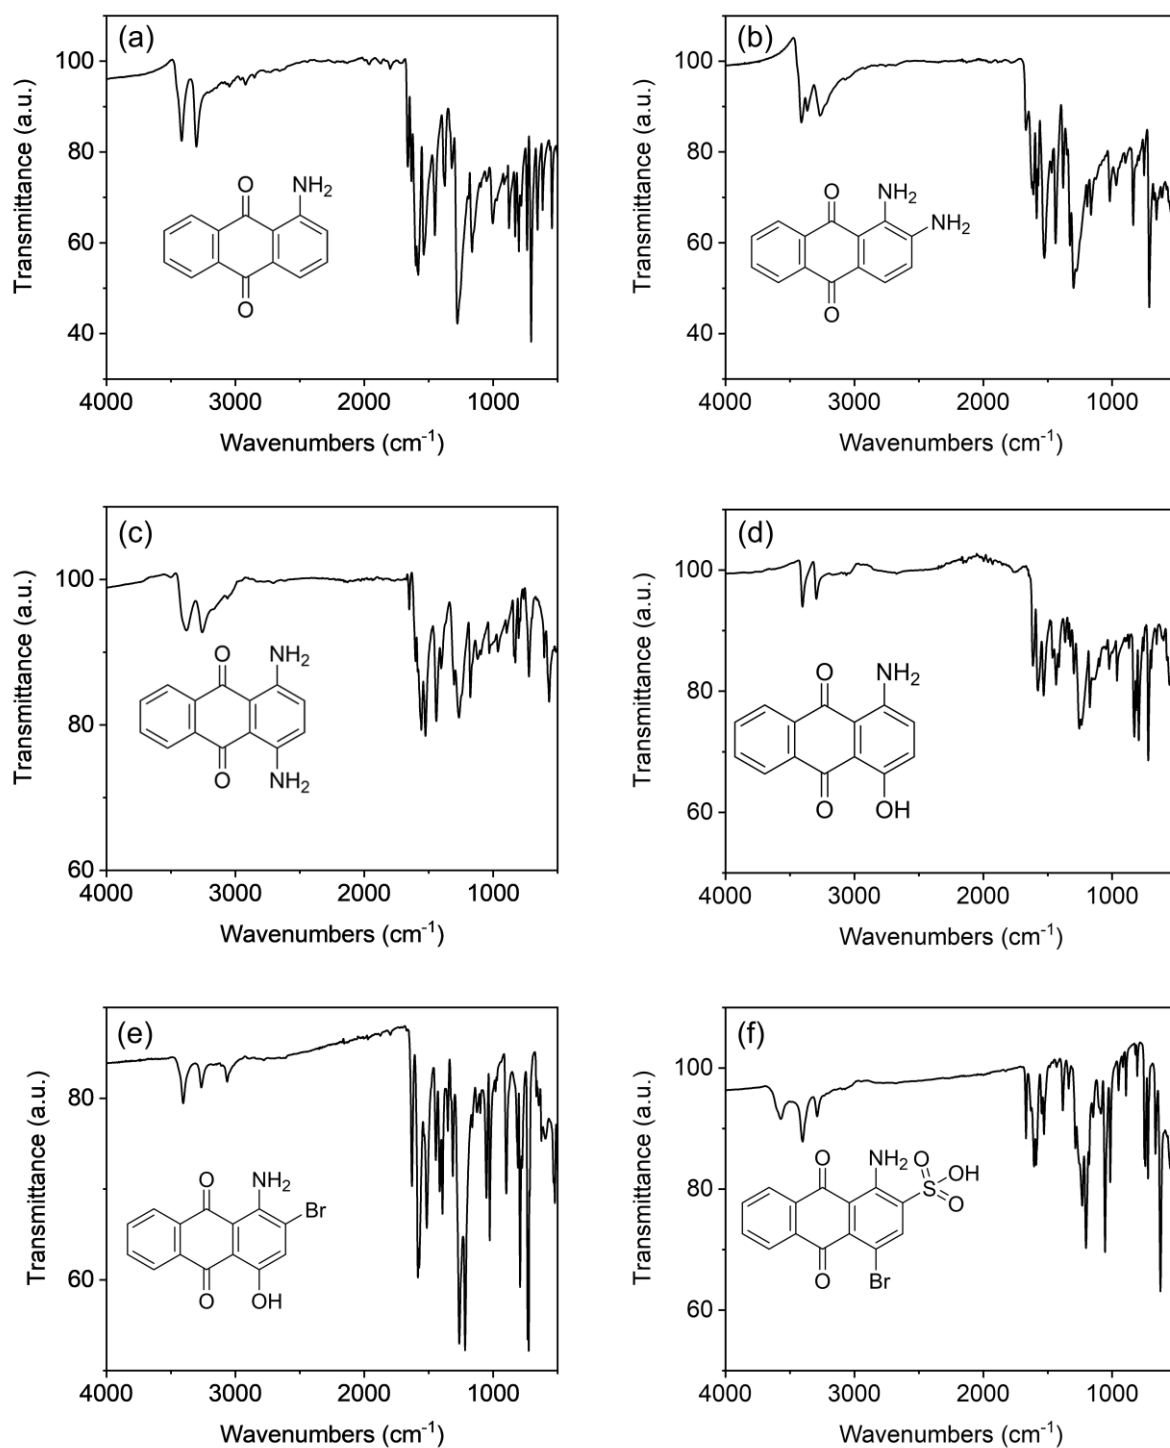 (a)
100
80
60
40
Transmittance (a.u.)
O
NH2
O
4000
3000
2000
1000
Wavenumbers (cm-1)
(b)
100
80
60
40
Transmittance (a.u.)
O
NH2
NH2
O
4000
3000
2000
1000
Wavenumbers (cm-1)
(c)
100
80
60
Transmittance (a.u.)
O
NH2
O
NH2
4000
3000
2000
1000
Wavenumbers (cm-1)
(d)
100
80
60
Transmittance (a.u.)
O
NH2
O
OH
4000
3000
2000
1000
Wavenumbers (cm-1)
(e)
80
60
Transmittance (a.u.)
O
NH2
Br
O
OH
4000
3000
2000
1000
Wavenumbers (cm-1)
(f)
100
80
60
Transmittance (a.u.)
O
NH2
O
OH
S
O
O
Br
4000
3000
2000
1000
Wavenumbers (cm-1)